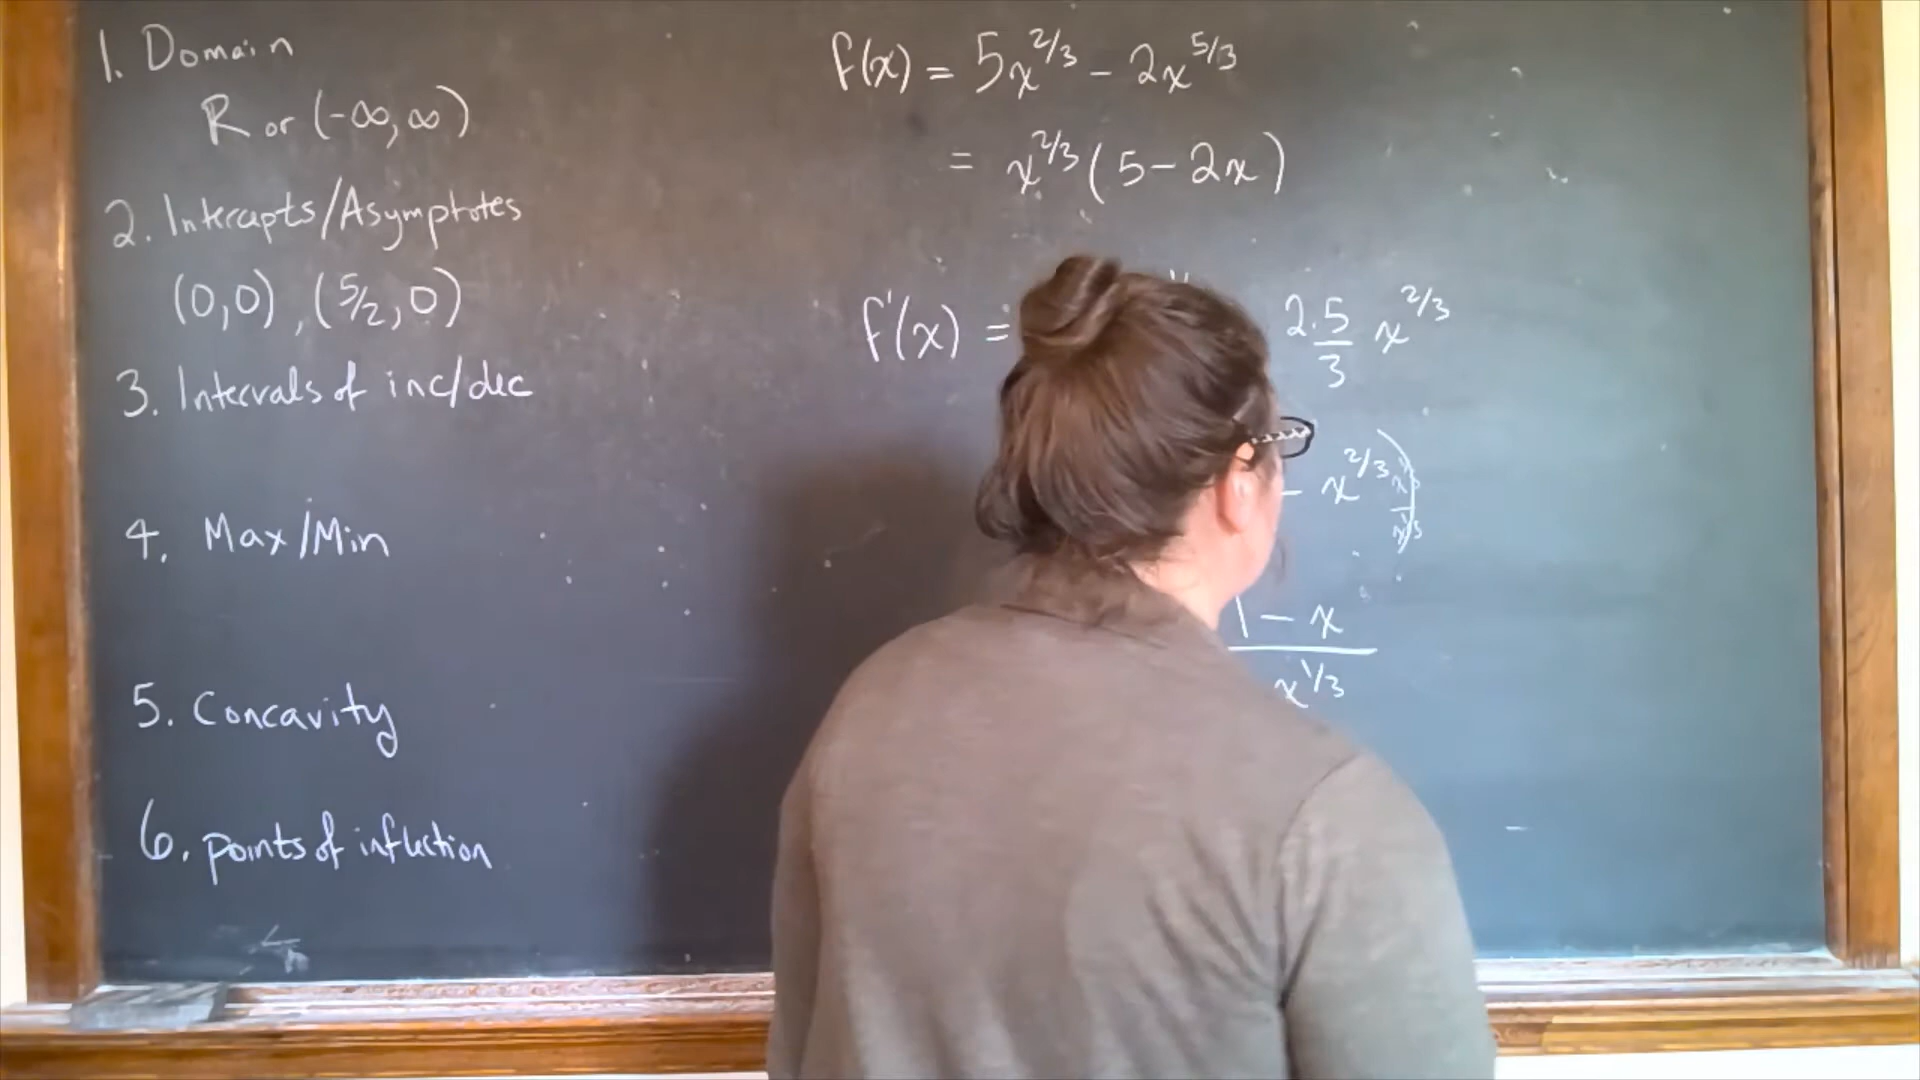 1. Domain
R or (-∞,∞)
2. Intercepts/Asymptotes
(0,0), (5/2,0)
3. Intervals of inc/dec
4. Max/Min
5. Concavity
6. points of inflection
f(x) = 5x^2/3 - 2x^5/3
= x^2/3 (5 - 2x)
f'(x) = 2·5/3 x^2/3
- x^2/3)
1 - x / x^1/3